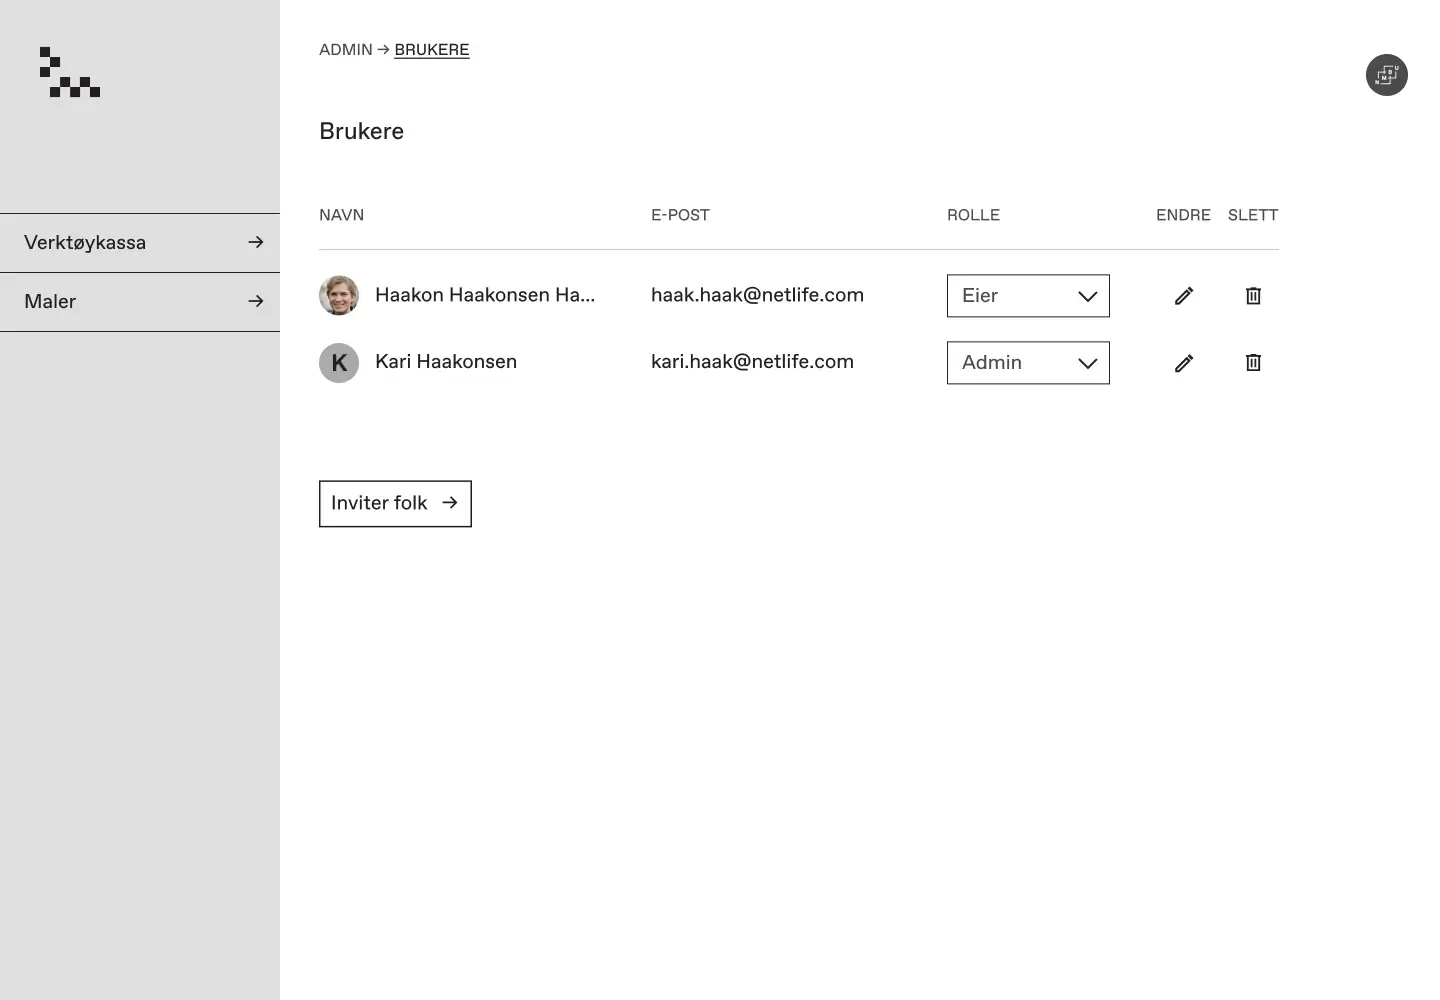 ADMIN → BRUKERE
Brukere
Verktøykassa →
Maler →
NAVN E-POST ROLLE ENDRE SLETT
Haakon Haakonsen Ha... haak.haak@netlife.com Eier
K Kari Haakonsen kari.haak@netlife.com Admin
Inviter folk →
N M B U